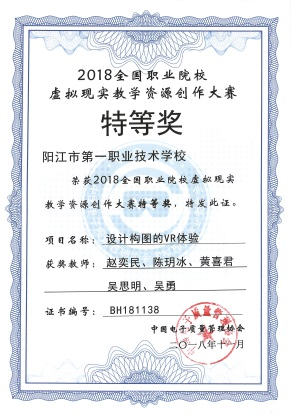 2018全国职业院校
虚拟现实教学资源创作大赛
特等奖
阳江市第一职业技术学校
荣获2018全国职业院校虚拟现实
教学资源创作大赛特等奖，特发此证。
项目名称：设计构图的VR体验
获奖教师：赵奕民、陈玥冰、黄喜君
吴思明、吴勇
证书编号：BH181138
中国电子质量管理协会
二〇一八年十一月